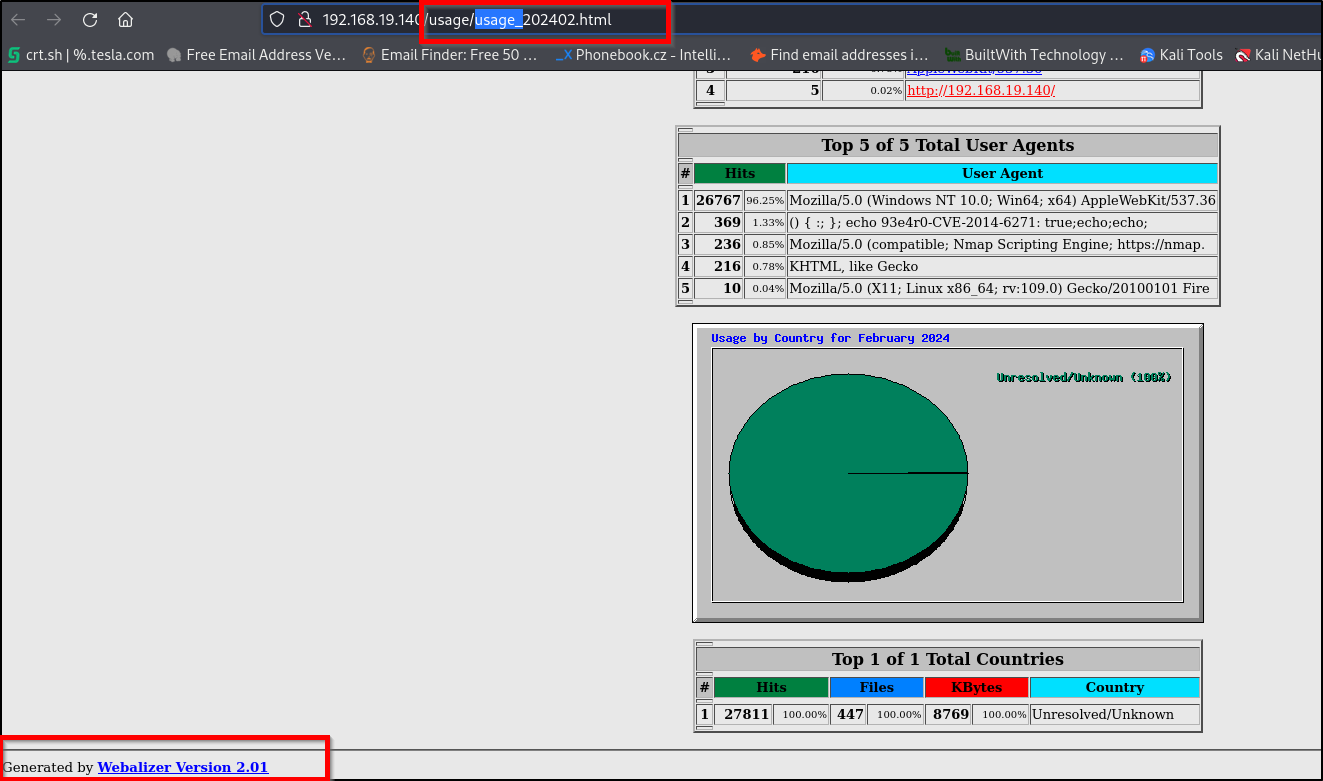 192.168.19.140/usage/usage_202402.html
crt.sh | %.tesla.com Free Email Address Ve... Email Finder: Free 50 ... Phonebook.cz - Intelli... Find email addresses i... BuiltWith Technology ... Kali Tools Kali NetHu
4 5 0.02% http://192.168.19.140/
Top 5 of 5 Total User Agents
# Hits User Agent
1 26767 96.25% Mozilla/5.0 (Windows NT 10.0; Win64; x64) AppleWebKit/537.36
2 369 1.33% () { :; }; echo 93e4r0-CVE-2014-6271: true;echo;echo;
3 236 0.85% Mozilla/5.0 (compatible; Nmap Scripting Engine; https://nmap.
4 216 0.78% KHTML, like Gecko
5 10 0.04% Mozilla/5.0 (X11; Linux x86_64; rv:109.0) Gecko/20100101 Fire
Usage by Country for February 2024
Unresolved/Unknown (100%)
Top 1 of 1 Total Countries
# Hits Files KBytes Country
1 27811 100.00% 447 100.00% 8769 100.00% Unresolved/Unknown
Generated by Webalizer Version 2.01